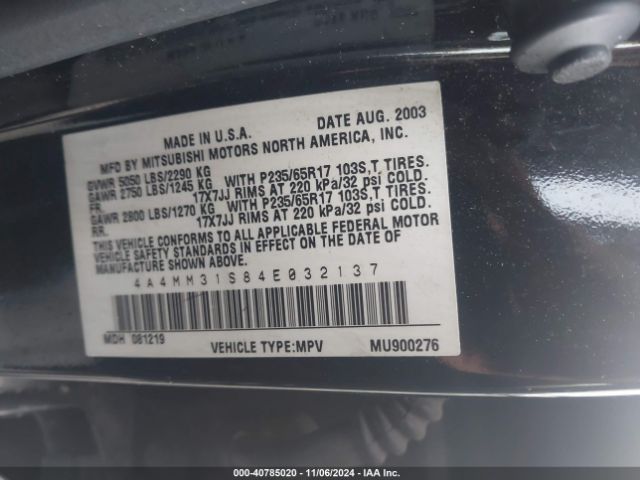 MADE IN U.S.A. DATE AUG. 2003
MFD BY MITSUBISHI MOTORS NORTH AMERICA, INC.
GVWR 5050 LBS/2290 KG
GAWR 2750 LBS/1245 KG WITH P235/65R17 103S,T TIRES.
FR. 17X7JJ RIMS AT 220 kPa/32 psi COLD.
GAWR 2800 LBS/1270 KG WITH P235/65R17 103S,T TIRES.
RR. 17X7JJ RIMS AT 220 kPa/32 psi COLD.
THIS VEHICLE CONFORMS TO ALL APPLICABLE FEDERAL MOTOR
VEHICLE SAFETY STANDARDS IN EFFECT ON THE DATE OF
MANUFACTURE SHOWN ABOVE.
4A4MM31S84E032137
MDH 081219 VEHICLE TYPE:MPV MU900276
000-40785020 - 11/06/2024 - IAA Inc.